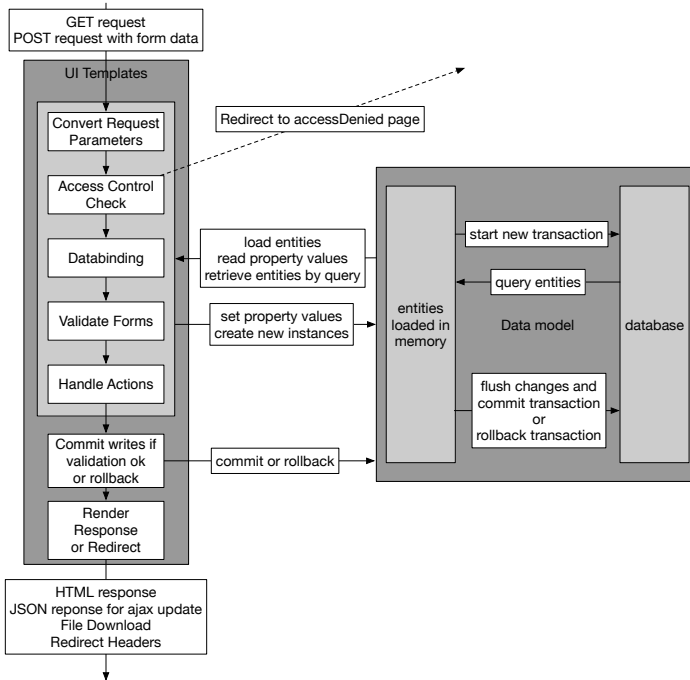 GET request
POST request with form data
UI Templates
Convert Request
Parameters
Redirect to accessDenied page
Access Control
Check
Databinding
load entities
read property values
retrieve entities by query
Validate Forms
set property values
create new instances
Handle Actions
Commit writes if
validation ok
or rollback
commit or rollback
Render
Response
or Redirect
HTML response
JSON reponse for ajax update
File Download
Redirect Headers
entities
loaded in
memory
start new transaction
query entities
Data model
flush changes and
commit transaction
or
rollback transaction
database